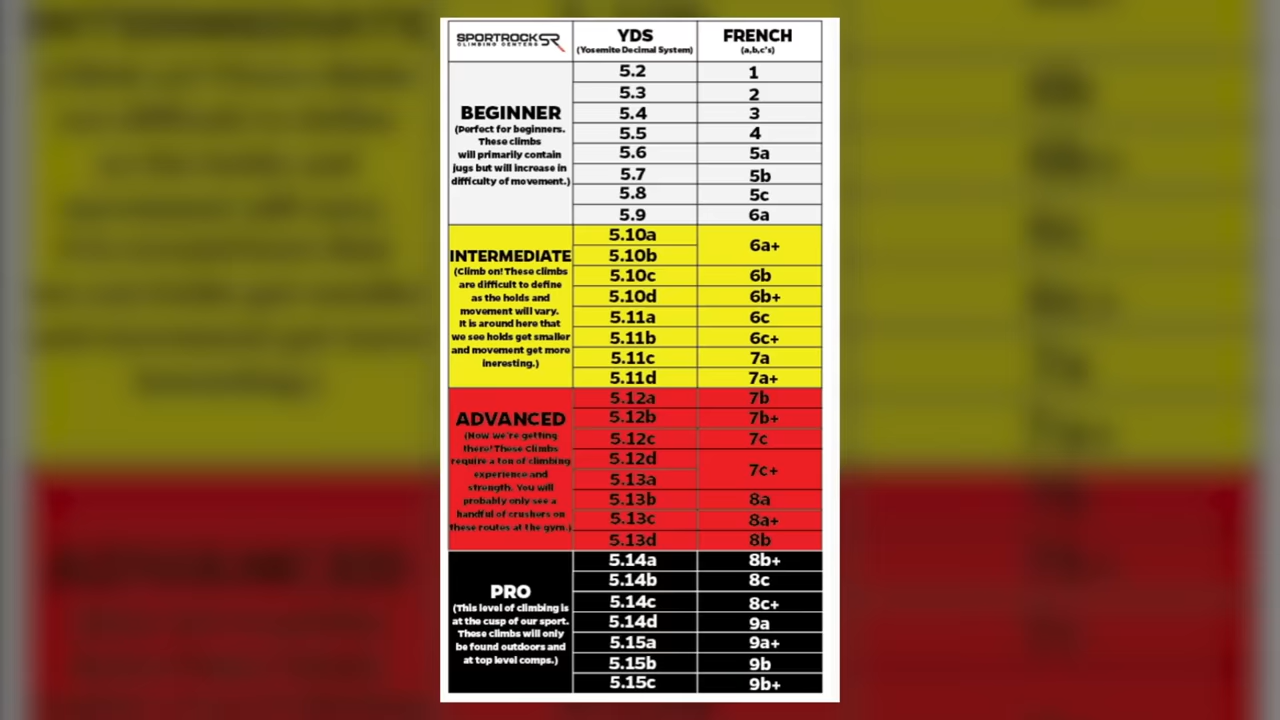 SPORTROCK SR
CLIMBING CENTERS
YDS
(Yosemite Decimal System)
FRENCH
(a,b,c's)
BEGINNER
(Perfect for beginners.
These climbs
will primarily contain
jugs but will increase in
difficulty of movement.)
5.2 1
5.3 2
5.4 3
5.5 4
5.6 5a
5.7 5b
5.8 5c
5.9 6a
INTERMEDIATE
(Climb on! These climbs
are difficult to define
as the holds and
movement will vary.
It is around here that
we see holds get smaller
and movement get more
ineresting.)
5.10a 6a+
5.10b
5.10c 6b
5.10d 6b+
5.11a 6c
5.11b 6c+
5.11c 7a
5.11d 7a+
ADVANCED
(Now we're getting
there! These Climbs
require a ton of climbing
experience and
strength. You will
probably only see a
handful of crushers on
these routes at the gym.)
5.12a 7b
5.12b 7b+
5.12c 7c
5.12d 7c+
5.13a
5.13b 8a
5.13c 8a+
5.13d 8b
PRO
(This level of climbing is
at the cusp of our sport.
These climbs will only
be found outdoors and
at top level comps.)
5.14a 8b+
5.14b 8c
5.14c 8c+
5.14d 9a
5.15a 9a+
5.15b 9b
5.15c 9b+